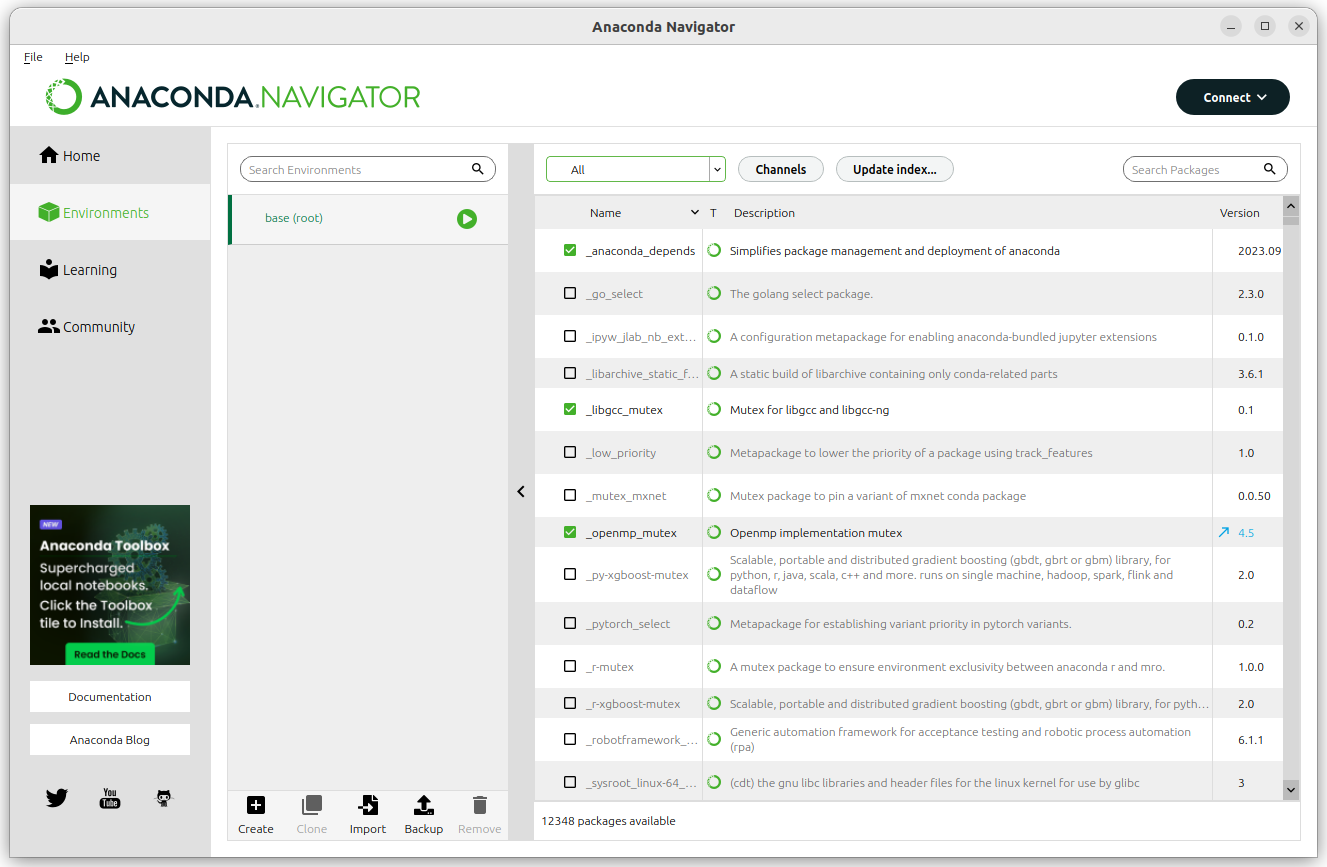 Anaconda Navigator
File Help
ANACONDA.NAVIGATOR
Connect
Home
Environments
Learning
Community
NEW
Anaconda Toolbox
Supercharged
local notebooks.
Click the Toolbox
tile to Install.
Read the Docs
Documentation
Anaconda Blog
You
Tube
Search Environments
base (root)
Create Clone Import Backup Remove
All Channels Update index... Search Packages
Name T Description Version
_anaconda_depends Simplifies package management and deployment of anaconda 2023.09
_go_select The golang select package. 2.3.0
_ipyw_jlab_nb_ext... A configuration metapackage for enabling anaconda-bundled jupyter extensions 0.1.0
_libarchive_static_f... A static build of libarchive containing only conda-related parts 3.6.1
_libgcc_mutex Mutex for libgcc and libgcc-ng 0.1
_low_priority Metapackage to lower the priority of a package using track_features 1.0
_mutex_mxnet Mutex package to pin a variant of mxnet conda package 0.0.50
_openmp_mutex Openmp implementation mutex 4.5
Scalable, portable and distributed gradient boosting (gbdt, gbrt or gbm) library, for
_py-xgboost-mutex python, r, java, scala, c++ and more. runs on single machine, hadoop, spark, flink and 2.0
dataflow
_pytorch_select Metapackage for establishing variant priority in pytorch variants. 0.2
_r-mutex A mutex package to ensure environment exclusivity between anaconda r and mro. 1.0.0
_r-xgboost-mutex Scalable, portable and distributed gradient boosting (gbdt, gbrt or gbm) library, for pyth... 2.0
_robotframework_... Generic automation framework for acceptance testing and robotic process automation 6.1.1
(rpa)
_sysroot_linux-64_... (cdt) the gnu libc libraries and header files for the linux kernel for use by glibc 3
12348 packages available